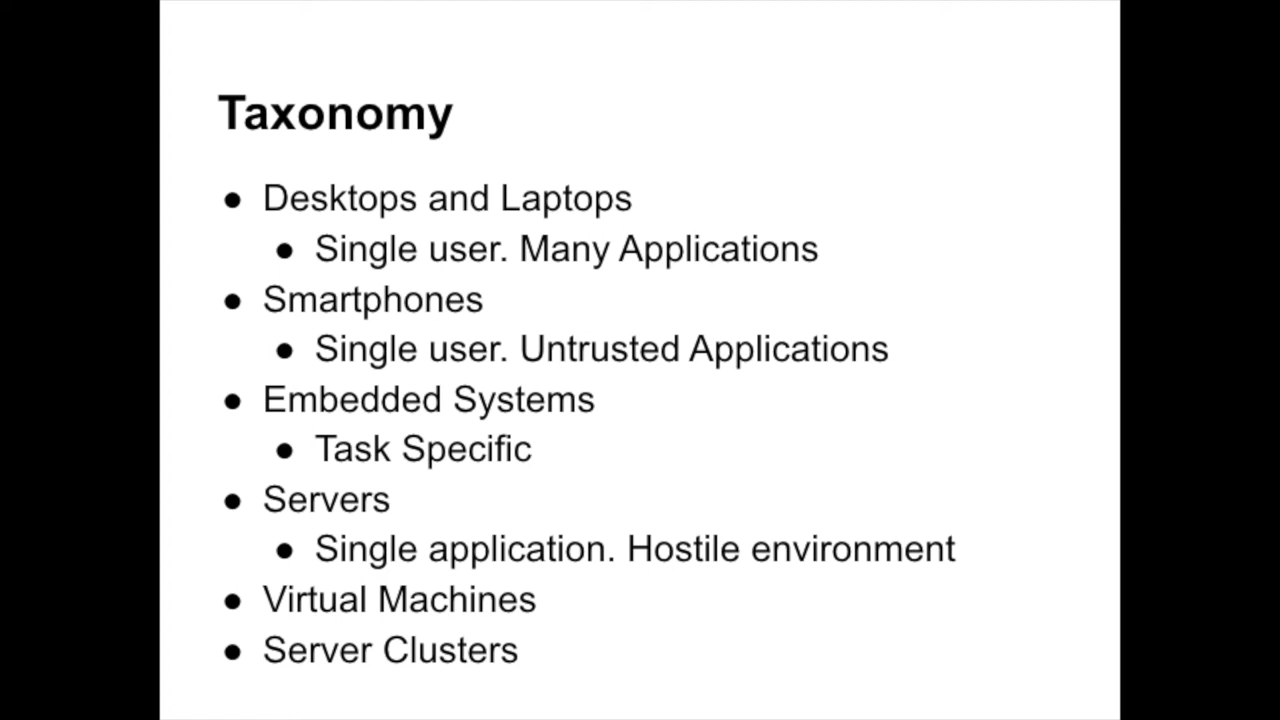 Taxonomy
● Desktops and Laptops
● Single user. Many Applications
● Smartphones
● Single user. Untrusted Applications
● Embedded Systems
● Task Specific
● Servers
● Single application. Hostile environment
● Virtual Machines
● Server Clusters